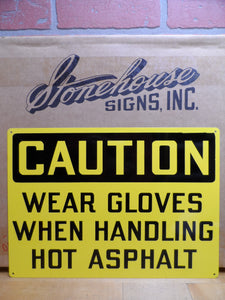 Stonehouse
SIGNS, INC.
CAUTION
WEAR GLOVES
WHEN HANDLING
HOT ASPHALT